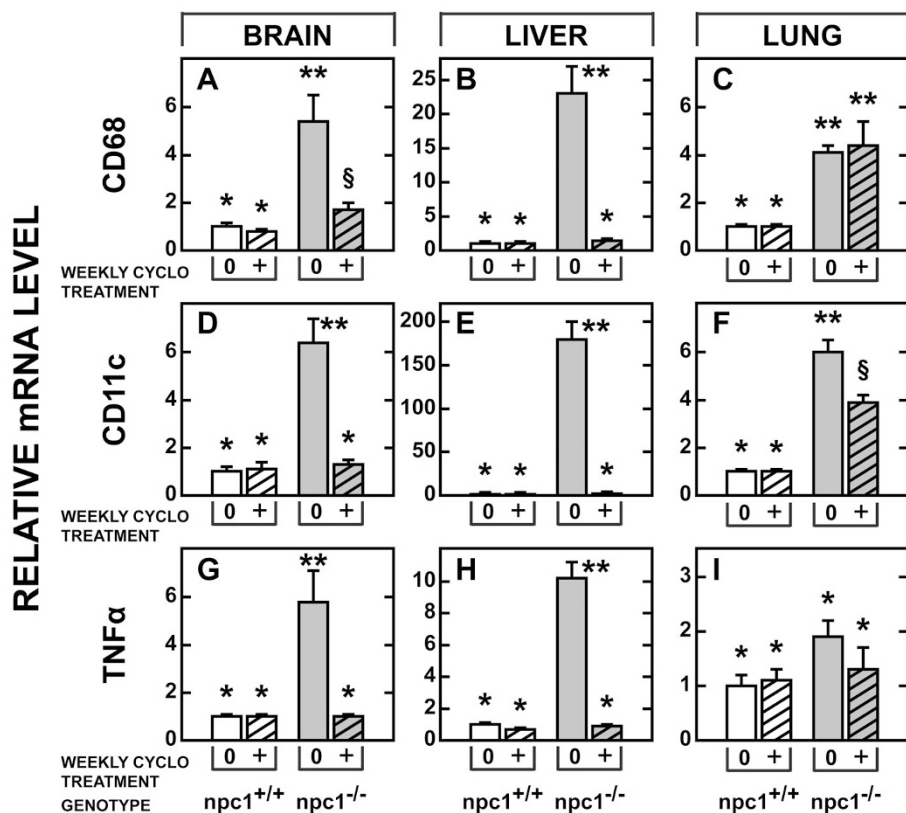 BRAIN LIVER LUNG
RELATIVE mRNA LEVEL
CD68
A
6
4
2
0
* * ** §
B
25
20
15
10
5
0
* * ** *
C
6
4
2
0
* * ** **
WEEKLY CYCLO
TREATMENT
0 + 0 + 0 + 0 + 0 + 0 +
CD11c
D
6
4
2
0
* * ** *
E
200
150
100
50
0
* * ** *
F
6
4
2
0
* * ** §
WEEKLY CYCLO
TREATMENT
0 + 0 + 0 + 0 + 0 + 0 +
TNFα
G
6
4
2
0
* * ** *
H
10
8
6
4
2
0
* * ** *
I
3
2
1
0
* * * *
WEEKLY CYCLO
TREATMENT
0 + 0 + 0 + 0 + 0 + 0 +
GENOTYPE npc1+/+ npc1-/- npc1+/+ npc1-/- npc1+/+ npc1-/-